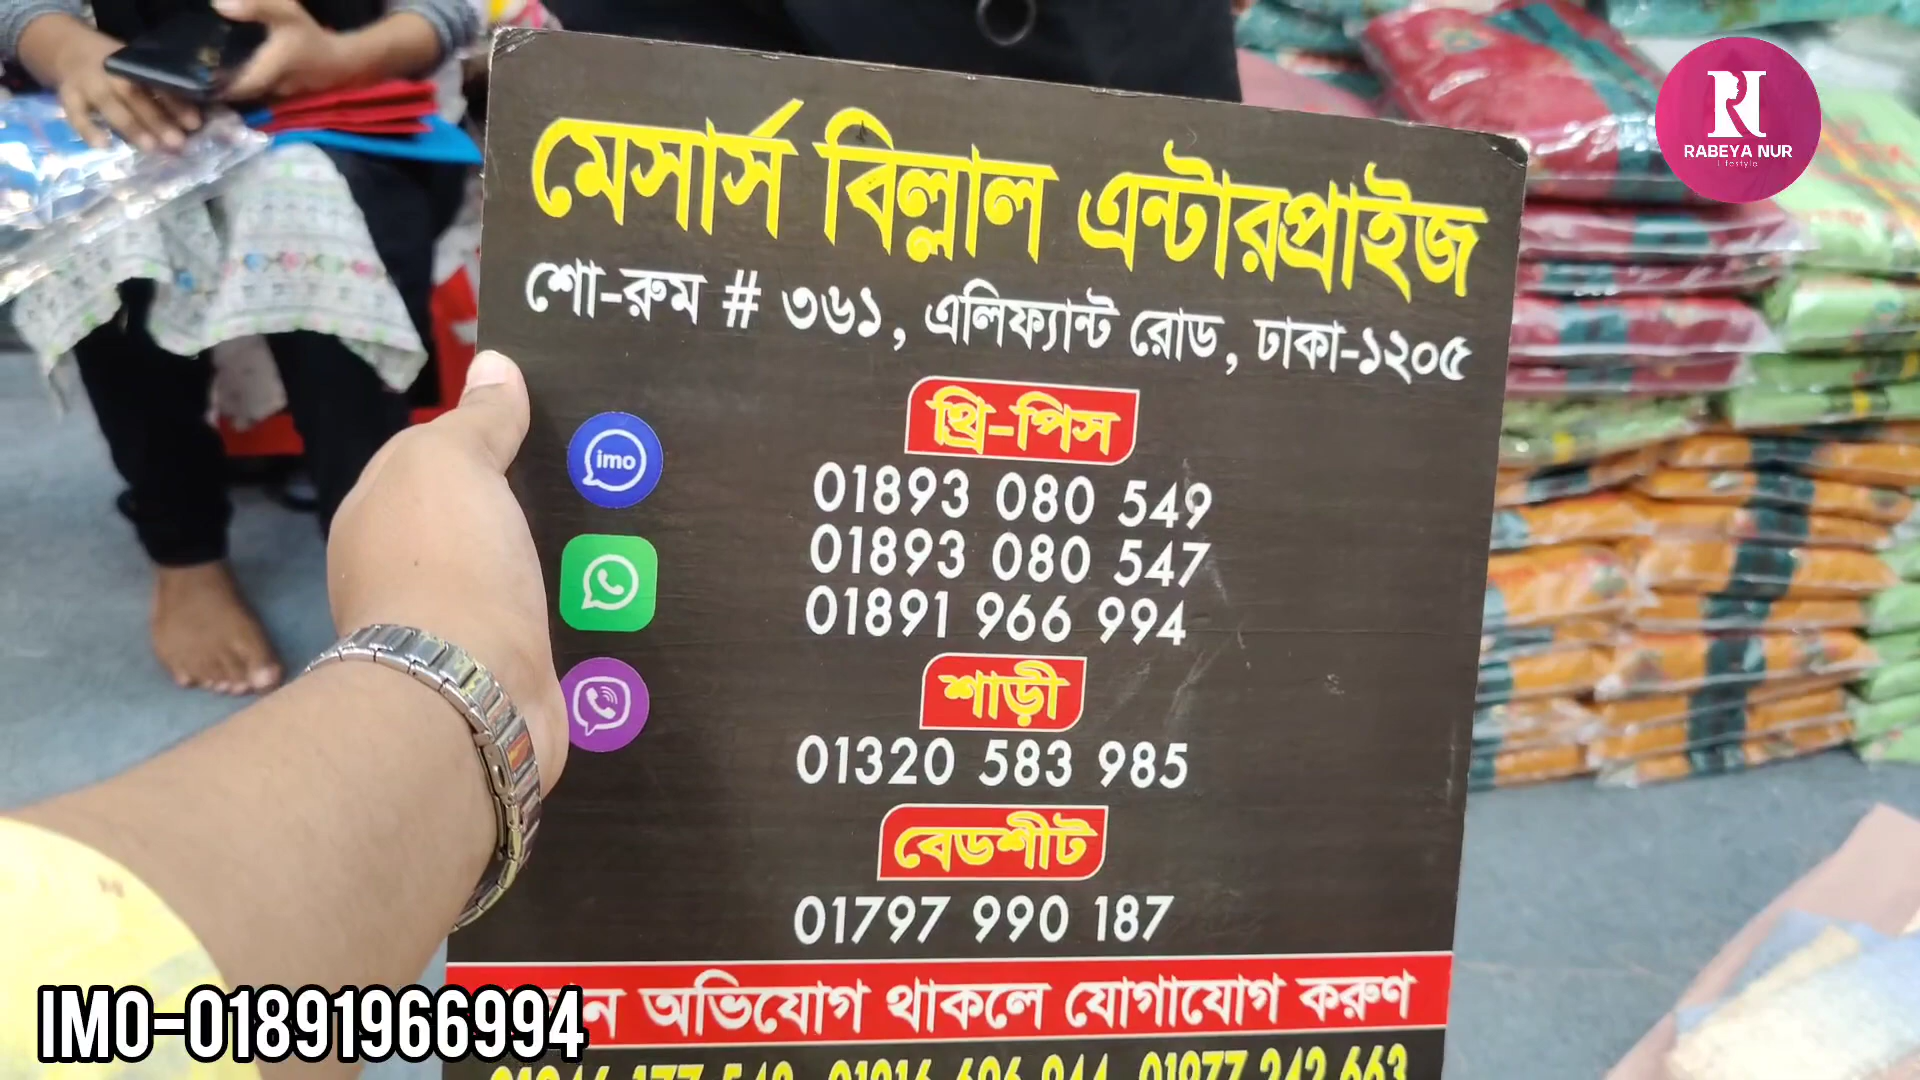 RABEYA NUR
Lifestyle
মেসার্স বিল্লাল এন্টারপ্রাইজ
শো-রুম # ৩৬১, এলিফ্যান্ট রোড, ঢাকা-১২০৫
থ্রি-পিস
imo
01893 080 549
01893 080 547
01891 966 994
শাড়ী
01320 583 985
বেডশীট
01797 990 187
অভিযোগ থাকলে যোগাযোগ করুণ
IMO-01891966994